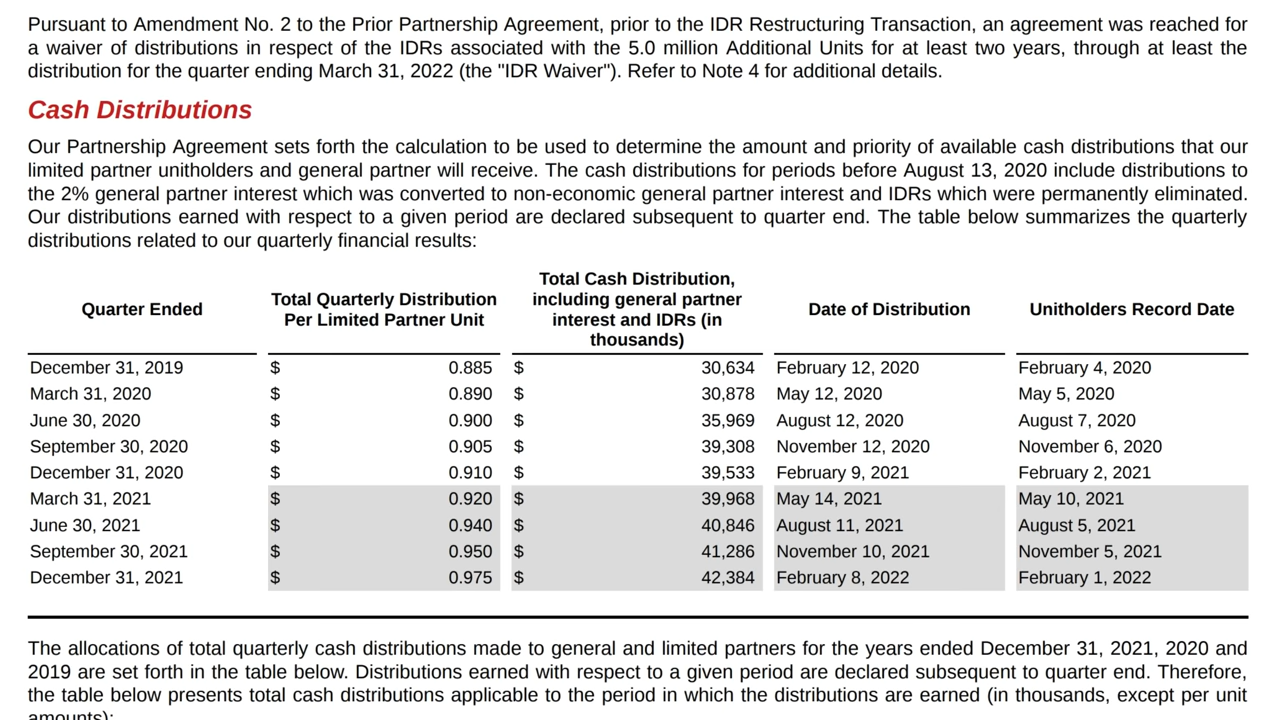 Pursuant to Amendment No. 2 to the Prior Partnership Agreement, prior to the IDR Restructuring Transaction, an agreement was reached for
a waiver of distributions in respect of the IDRs associated with the 5.0 million Additional Units for at least two years, through at least the
distribution for the quarter ending March 31, 2022 (the "IDR Waiver"). Refer to Note 4 for additional details.
Cash Distributions
Our Partnership Agreement sets forth the calculation to be used to determine the amount and priority of available cash distributions that our
limited partner unitholders and general partner will receive. The cash distributions for periods before August 13, 2020 include distributions to
the 2% general partner interest which was converted to non-economic general partner interest and IDRs which were permanently eliminated.
Our distributions earned with respect to a given period are declared subsequent to quarter end. The table below summarizes the quarterly
distributions related to our quarterly financial results:
Quarter Ended
Total Quarterly Distribution
Per Limited Partner Unit
Total Cash Distribution,
including general partner
interest and IDRs (in
thousands)
Date of Distribution
Unitholders Record Date
December 31, 2019 $ 0.885 $ 30,634 February 12, 2020 February 4, 2020
March 31, 2020 $ 0.890 $ 30,878 May 12, 2020 May 5, 2020
June 30, 2020 $ 0.900 $ 35,969 August 12, 2020 August 7, 2020
September 30, 2020 $ 0.905 $ 39,308 November 12, 2020 November 6, 2020
December 31, 2020 $ 0.910 $ 39,533 February 9, 2021 February 2, 2021
March 31, 2021 $ 0.920 $ 39,968 May 14, 2021 May 10, 2021
June 30, 2021 $ 0.940 $ 40,846 August 11, 2021 August 5, 2021
September 30, 2021 $ 0.950 $ 41,286 November 10, 2021 November 5, 2021
December 31, 2021 $ 0.975 $ 42,384 February 8, 2022 February 1, 2022
The allocations of total quarterly cash distributions made to general and limited partners for the years ended December 31, 2021, 2020 and
2019 are set forth in the table below. Distributions earned with respect to a given period are declared subsequent to quarter end. Therefore,
the table below presents total cash distributions applicable to the period in which the distributions are earned (in thousands, except per unit
amounts):